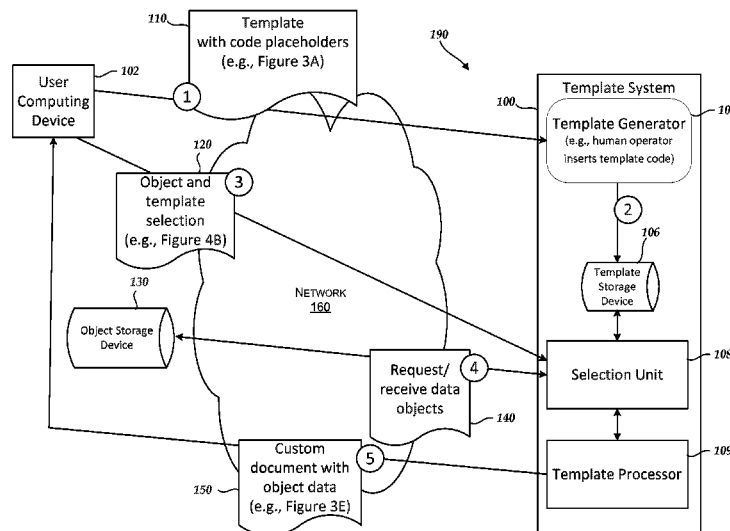 110
Template
with code placeholders
(e.g., Figure 3A)
190
102
User
Computing
Device
1
100
Template System
10
Template Generator
(e.g., human operator
inserts template code)
120
Object and
template
selection
(e.g., Figure 4B)
3
2
106
Template
Storage
Device
130
Object Storage
Device
NETWORK
160
Request/
receive data
objects
4
140
108
Selection Unit
Custom
document with
object data
(e.g., Figure 3E)
5
150
109
Template Processor